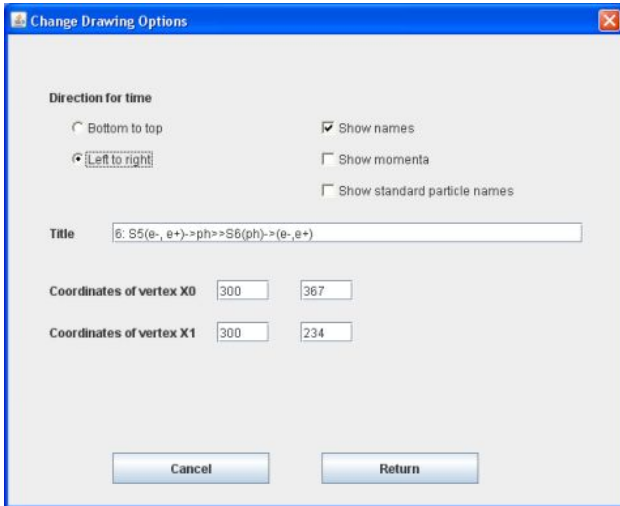 Change Drawing Options
Direction for time
Bottom to top
Show names
Left to right
Show momenta
Show standard particle names
Title 6: S5(e-, e+)->ph>>S6(ph)->(e-,e+)
Coordinates of vertex X0 300 367
Coordinates of vertex X1 300 234
Cancel Return